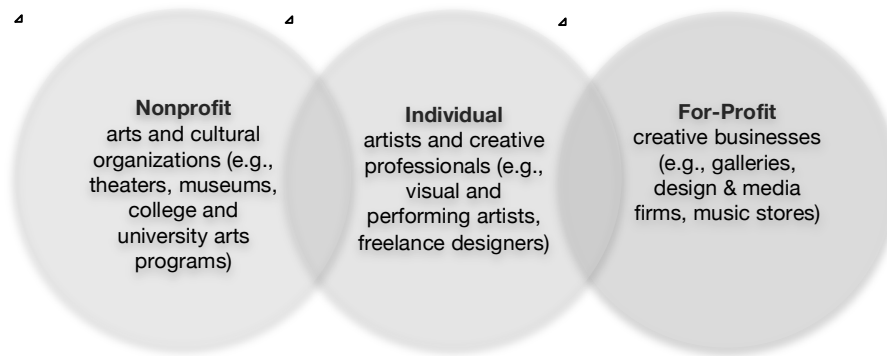 Nonprofit
arts and cultural
organizations (e.g.,
theaters, museums,
college and
university arts
programs)
Individual
artists and creative
professionals (e.g.,
visual and
performing artists,
freelance designers)
For-Profit
creative businesses
(e.g., galleries,
design & media
firms, music stores)